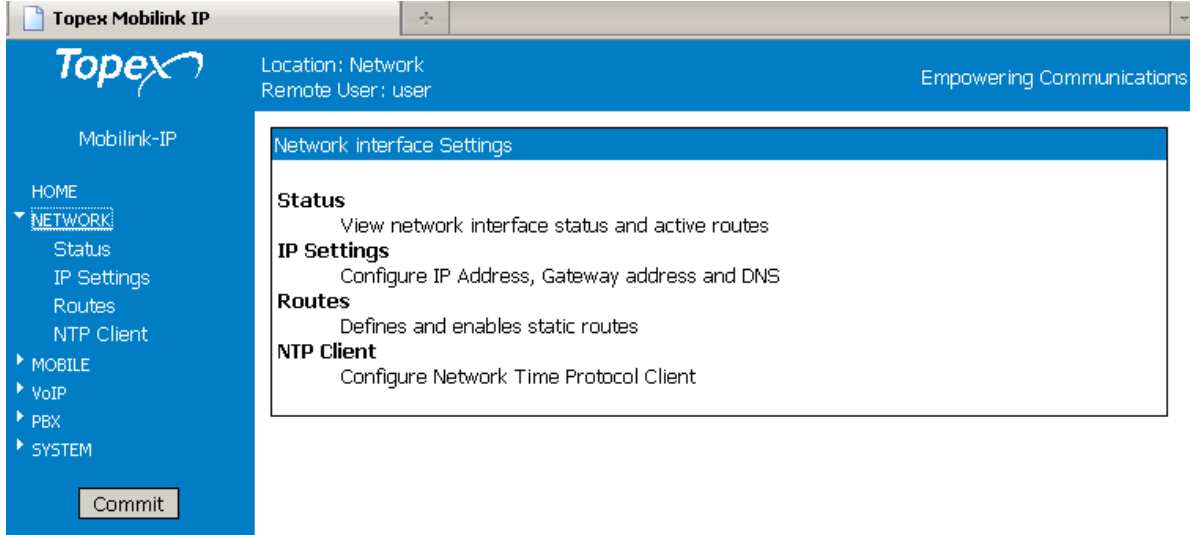 Topex Mobilink IP
Topex
Location: Network
Remote User: user
Empowering Communications
Mobilink-IP
HOME
NETWORK
Status
IP Settings
Routes
NTP Client
MOBILE
VoIP
PBX
SYSTEM
Commit
Network interface Settings
Status
View network interface status and active routes
IP Settings
Configure IP Address, Gateway address and DNS
Routes
Defines and enables static routes
NTP Client
Configure Network Time Protocol Client